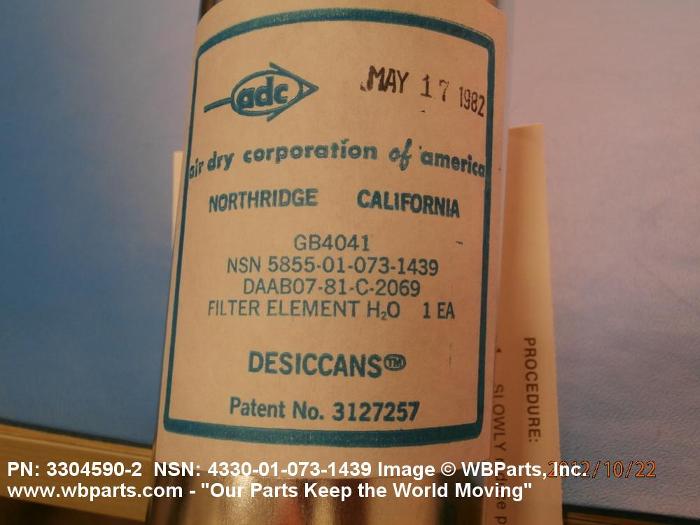 adc
MAY 17 1982
air dry corporation of america
NORTHRIDGE CALIFORNIA
GB4041
NSN 5855-01-073-1439
DAAB07-81-C-2069
FILTER ELEMENT H₂O 1 EA
DESICCANS™
Patent No. 3127257
PROCEDURE:
1. SLOWLY
2012/10/22
PN: 3304590-2 NSN: 4330-01-073-1439 Image © WBParts, Inc.
www.wbparts.com - "Our Parts Keep the World Moving"